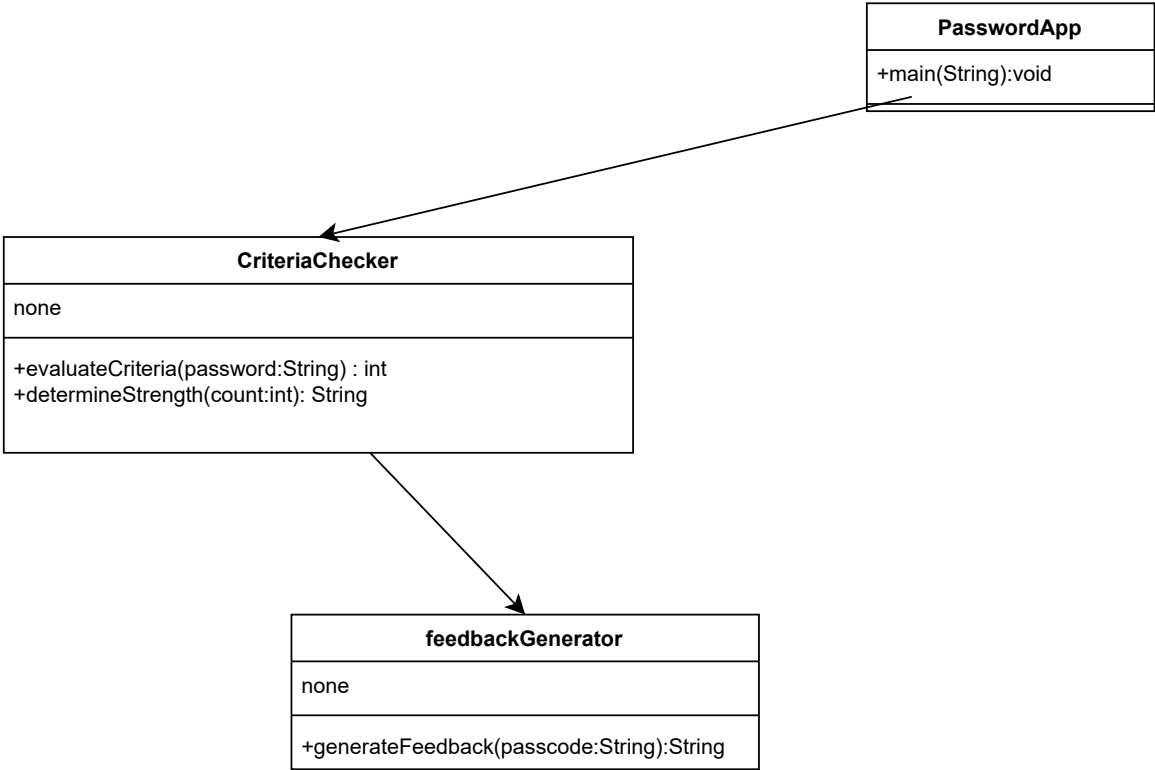 PasswordApp
+main(String):void
CriteriaChecker
none
+evaluateCriteria(password:String) : int
+determineStrength(count:int): String
feedbackGenerator
none
+generateFeedback(passcode:String):String